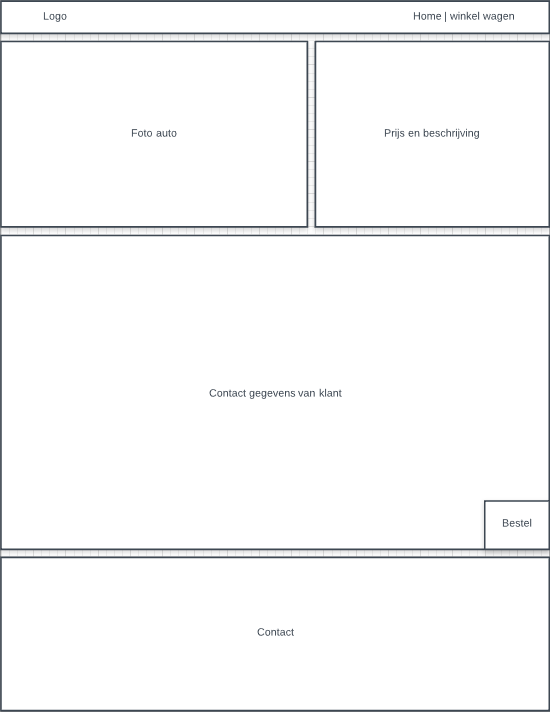 Logo
Home | winkel wagen
Foto auto
Prijs en beschrijving
Contact gegevens van klant
Bestel
Contact